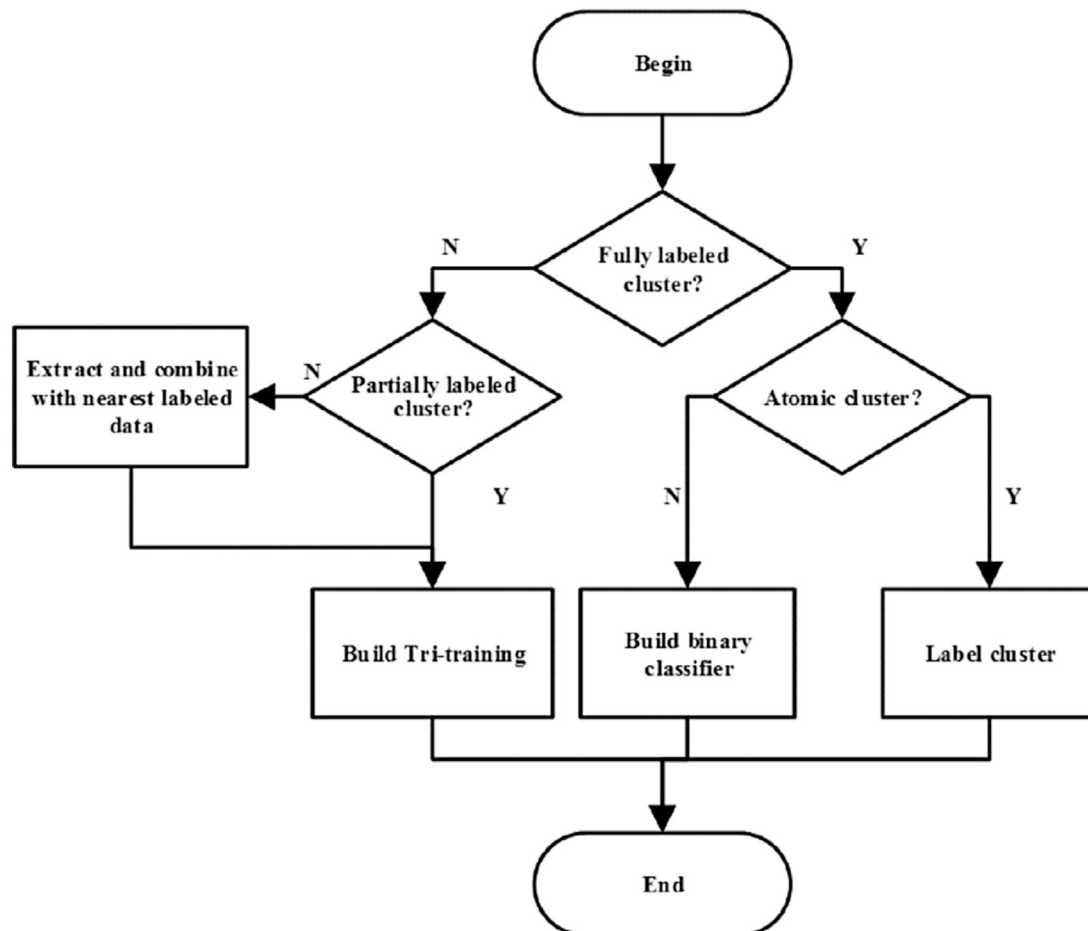 Begin
Fully labeled
cluster?
N
Y
Extract and combine
with nearest labeled
data
N
Partially labeled
cluster?
Atomic cluster?
Y
N
Y
Build Tri-training
Build binary
classifier
Label cluster
End